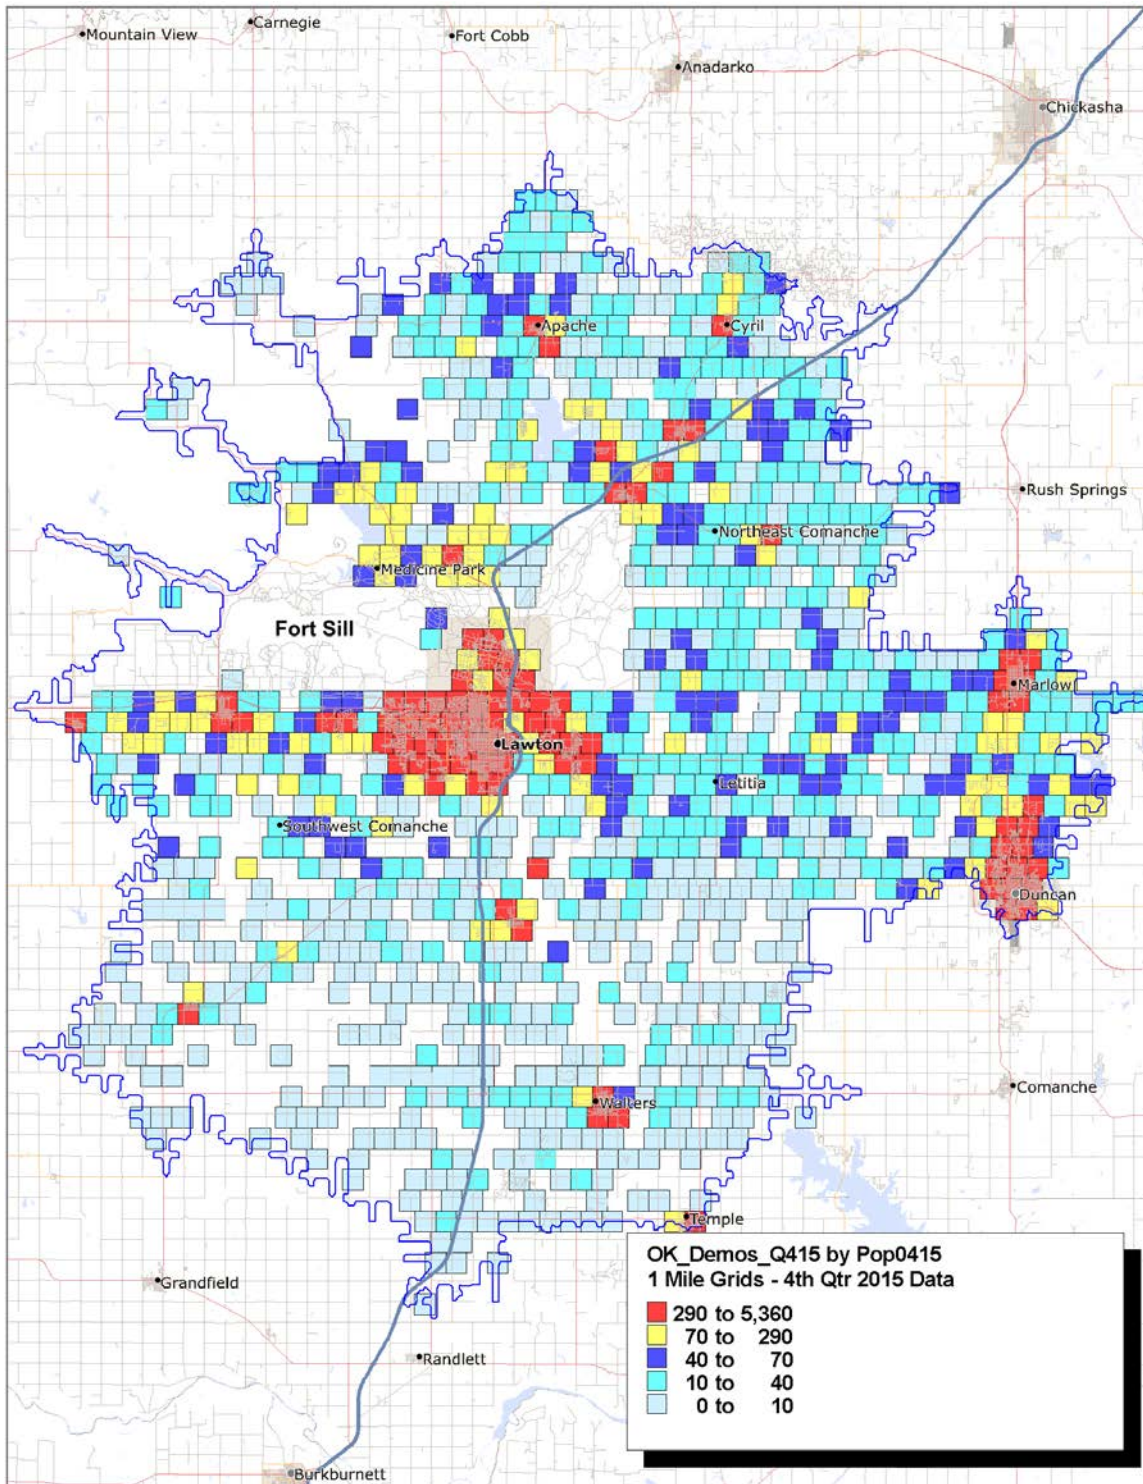 Carnegie
Mountain View
Fort Cobb
Anadarko
Chickasha
Apache
Cyril
Rush Springs
Northeast Comanche
Medicine Park
Fort Sill
Marlow
Lawton
Letitia
Southwest Comanche
Duncan
Comanche
Walters
Temple
OK_Demos_Q415 by Pop0415
1 Mile Grids - 4th Qtr 2015 Data
290 to 5,360
70 to 290
40 to 70
10 to 40
0 to 10
Grandfield
Randlett
Burkburnett